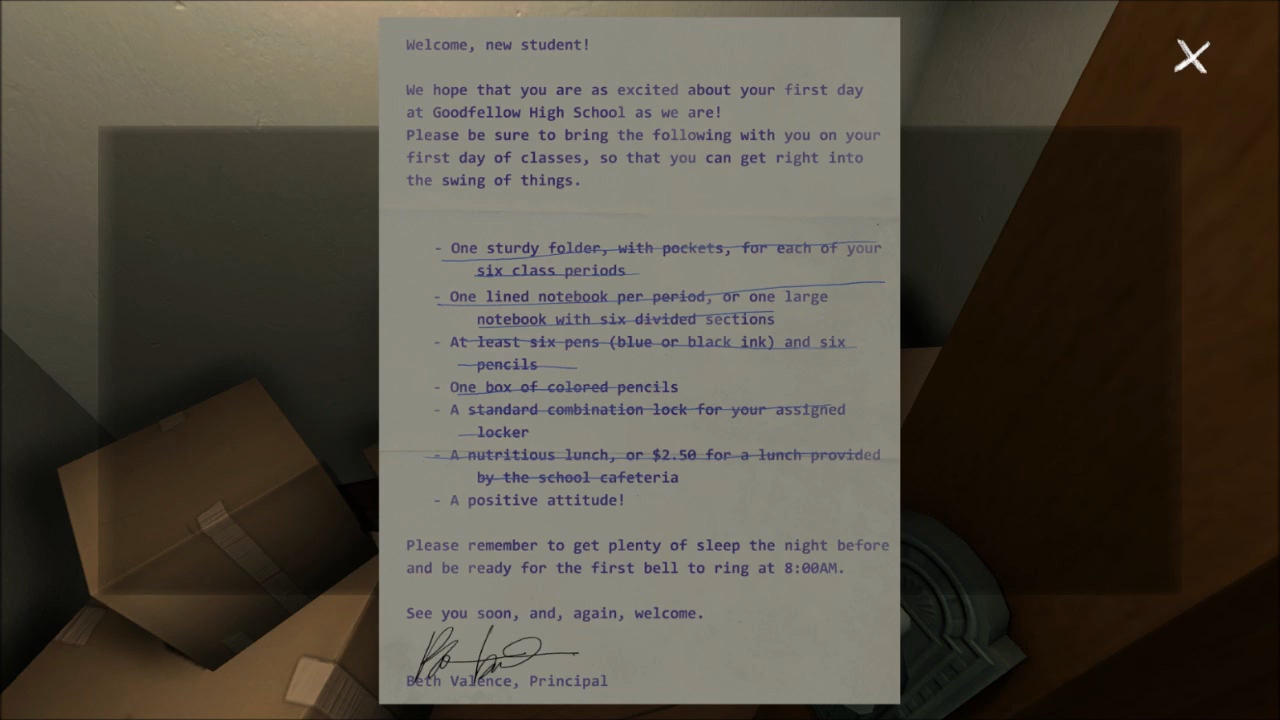 Welcome, new student!
We hope that you are as excited about your first day
at Goodfellow High School as we are!
Please be sure to bring the following with you on your
first day of classes, so that you can get right into
the swing of things.
- One sturdy folder, with pockets, for each of your
six class periods
- One lined notebook per period, or one large
notebook with six divided sections
- At least six pens (blue or black ink) and six
pencils
- One box of colored pencils
- A standard combination lock for your assigned
locker
- A nutritious lunch, or $2.50 for a lunch provided
by the school cafeteria
- A positive attitude!
Please remember to get plenty of sleep the night before
and be ready for the first bell to ring at 8:00AM.
See you soon, and, again, welcome.
Beth Valence, Principal